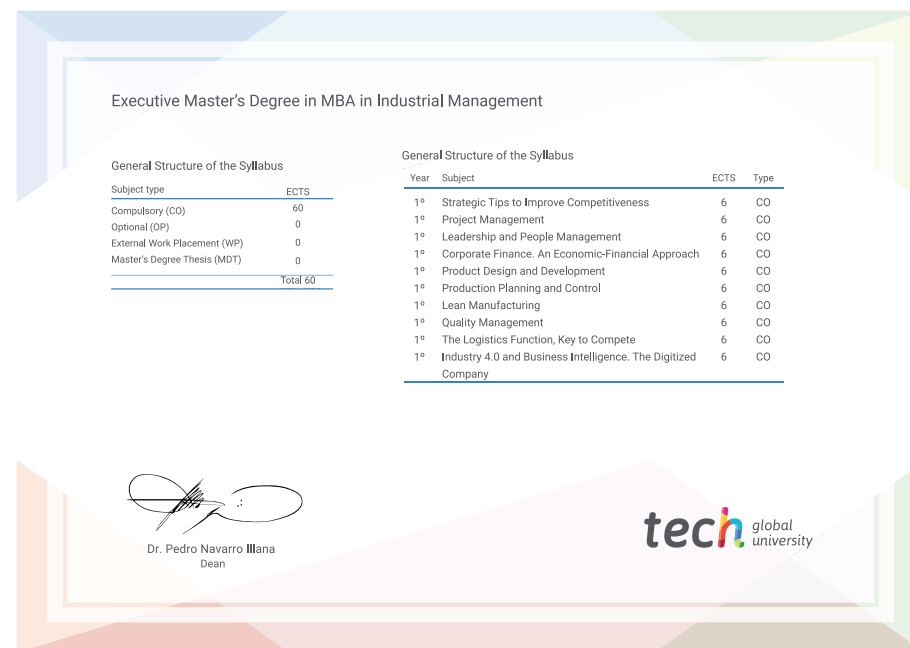 Executive Master's Degree in MBA in Industrial Management
General Structure of the Syllabus
Subject type ECTS
Compulsory (CO) 60
Optional (OP) 0
External Work Placement (WP) 0
Master's Degree Thesis (MDT) 0
Total 60
General Structure of the Syllabus
Year Subject ECTS Type
1º Strategic Tips to Improve Competitiveness 6 CO
1º Project Management 6 CO
1º Leadership and People Management 6 CO
1º Corporate Finance. An Economic-Financial Approach 6 CO
1º Product Design and Development 6 CO
1º Production Planning and Control 6 CO
1º Lean Manufacturing 6 CO
1º Quality Management 6 CO
1º The Logistics Function, Key to Compete 6 CO
1º Industry 4.0 and Business Intelligence. The Digitized 6 CO
Company
Dr. Pedro Navarro Illana
Dean
tech global
university